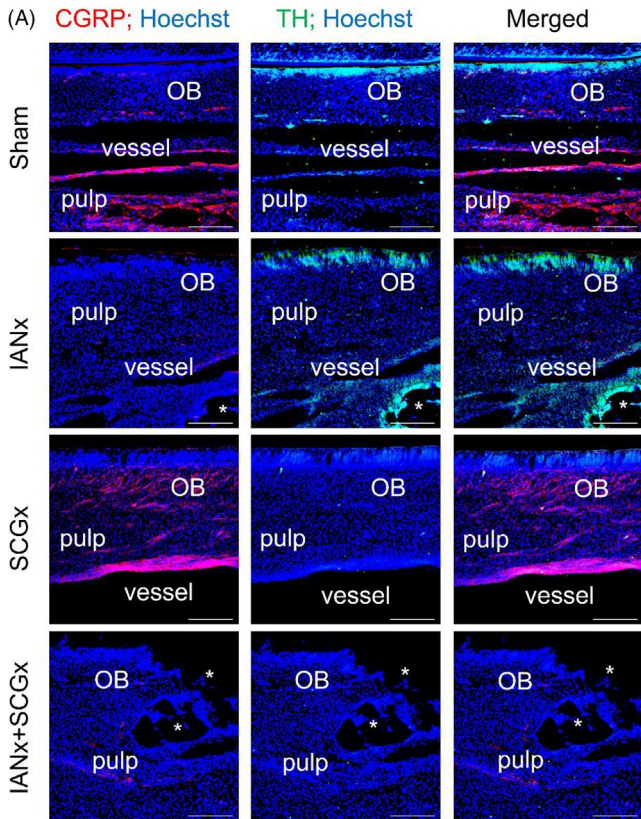 (A) CGRP; Hoechst TH; Hoechst Merged
Sham
OB OB OB
vessel vessel vessel
pulp pulp pulp
IANx
OB OB OB
pulp pulp pulp
vessel vessel vessel
* * *
SCGx
OB OB OB
pulp pulp pulp
vessel vessel vessel
IANx+SCGx
* * *
OB OB OB
* * *
pulp pulp pulp